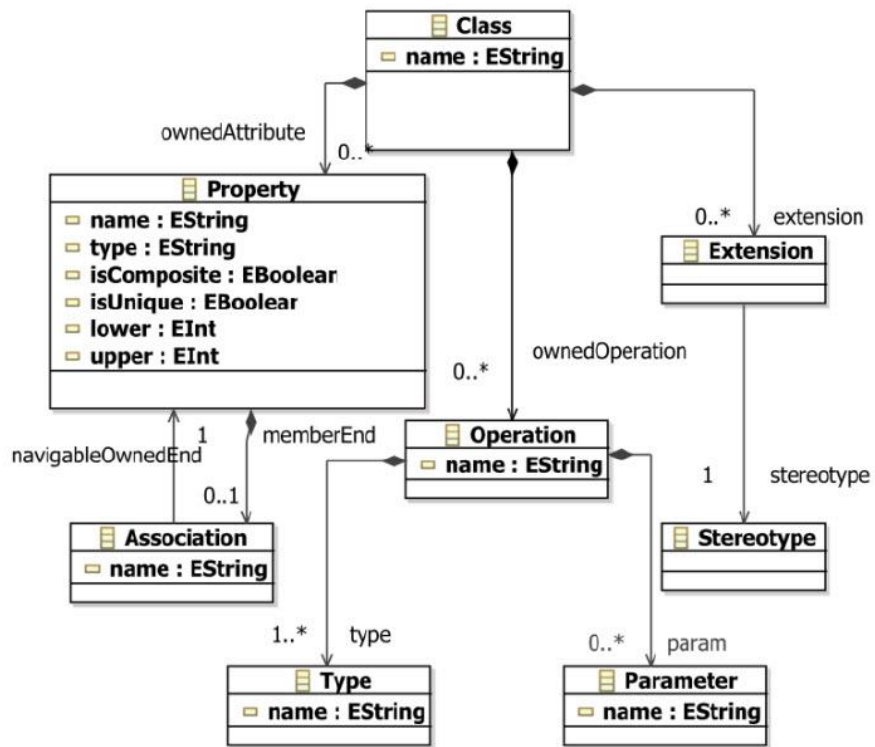 Class
name : EString
ownedAttribute
0..*
Property
name : EString
type : EString
isComposite : EBoolear
isUnique : EBoolear
lower : EInt
upper : EInt
0..*
extension
Extension
ownedOperation
0..*
navigableOwnedEnd
1
memberEnd
0..1
Operation
name : EString
1
stereotype
Association
name : EString
Stereotype
1..*
type
0..*
param
Type
name : EString
Parameter
name : EString